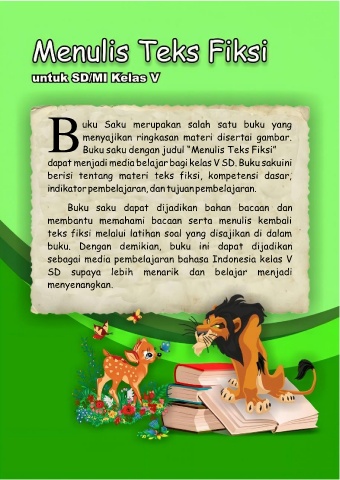 Menulis Teks Fiksi
untuk SD/MI Kelas V
Buku Saku merupakan salah satu buku yang
menyajikan ringkasan materi disertai gambar.
Buku saku dengan judul "Menulis Teks Fiksi"
dapat menjadi media belajar bagi kelas V SD. Buku saku ini
berisi tentang materi teks fiksi, kompetensi dasar,
indikator pembelajaran, dan tujuan pembelajaran.
Buku saku dapat dijadikan bahan bacaan dan
membantu memahami bacaan serta menulis kembali
teks fiksi melalui latihan soal yang disajikan di dalam
buku. Dengan demikian, buku ini dapat dijadikan
sebagai media pembelajaran bahasa Indonesia kelas V
SD supaya lebih menarik dan belajar menjadi
menyenangkan.